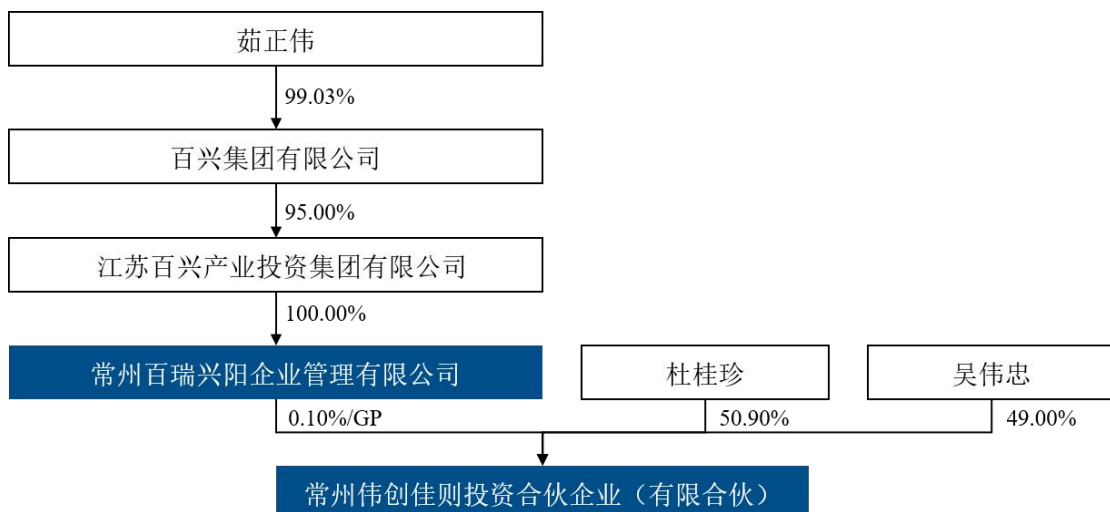 茹正伟
99.03%
百兴集团有限公司
95.00%
江苏百兴产业投资集团有限公司
100.00%
常州百瑞兴阳企业管理有限公司
杜桂珍
吴伟忠
0.10%/GP
50.90%
49.00%
常州伟创佳则投资合伙企业（有限合伙）